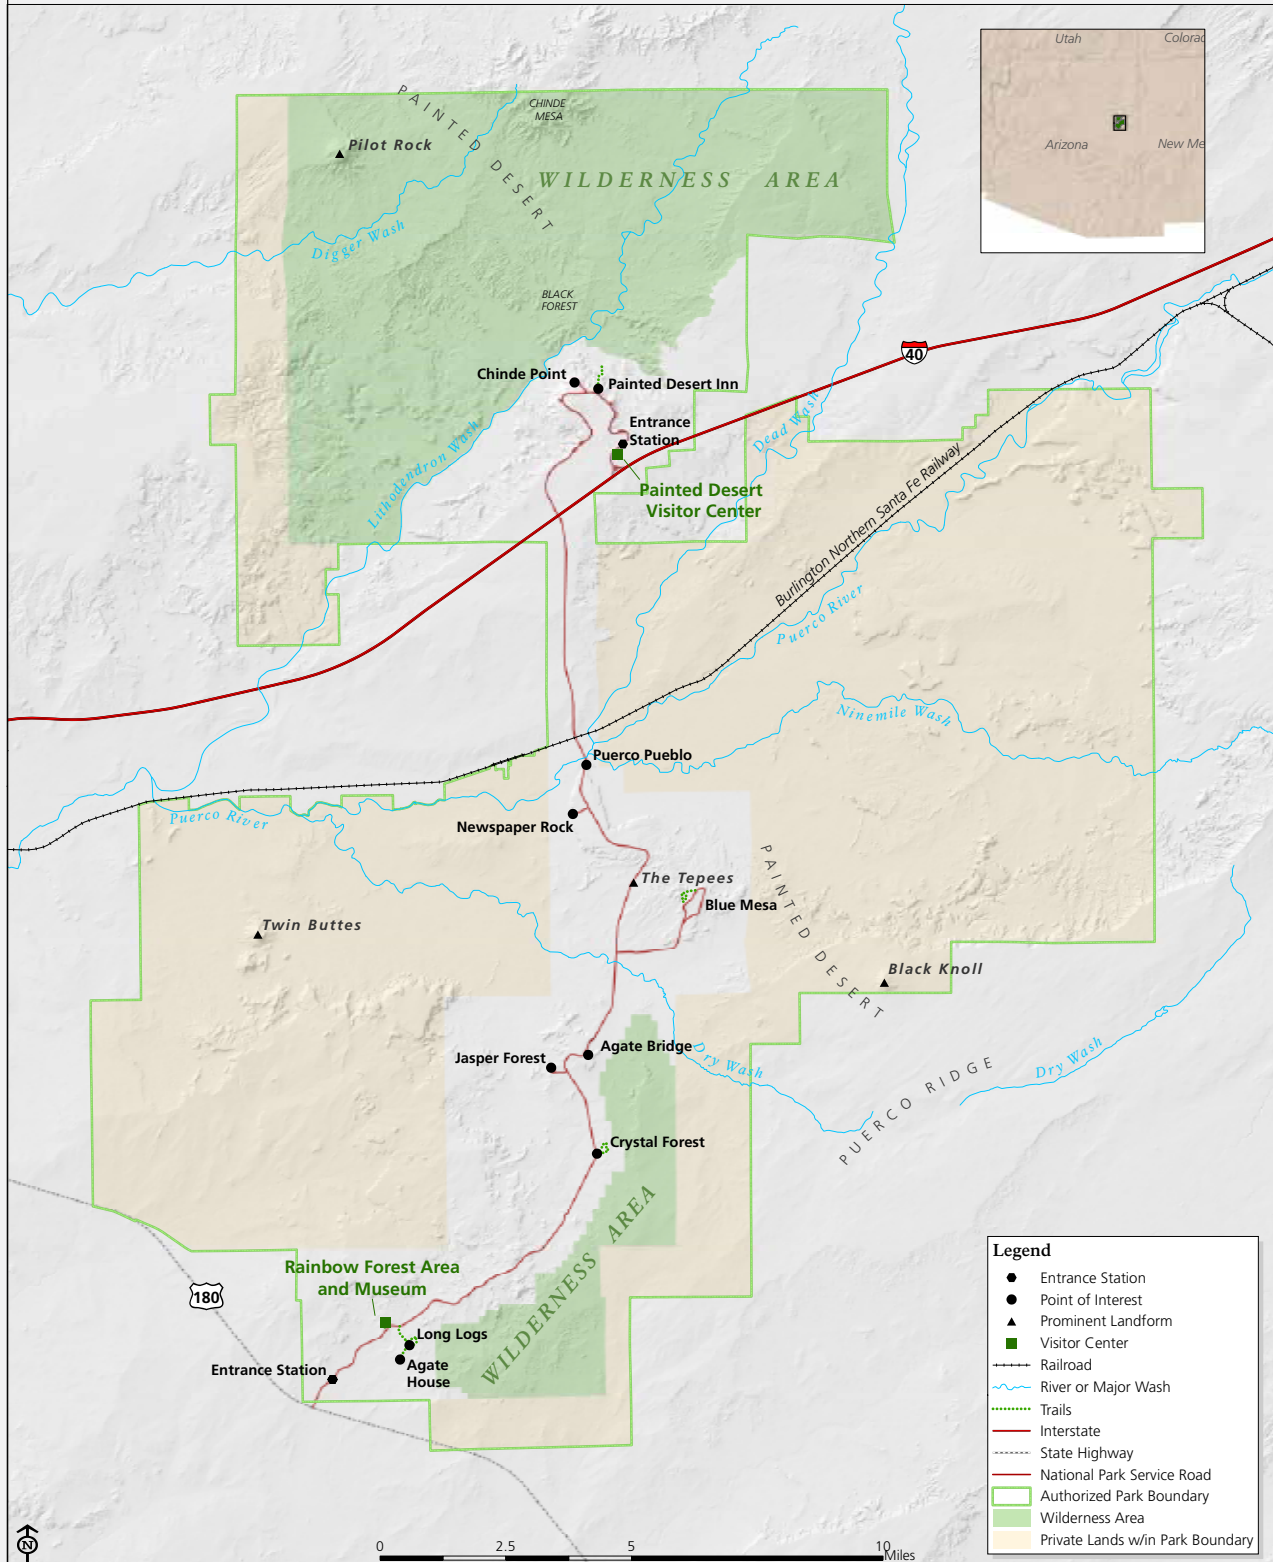 Utah
Colorad
Arizona
New Me
PAINTED DESERT
CHINDE
MESA
Pilot Rock
WILDERNESS AREA
Digger Wash
BLACK
FOREST
40
Chinde Point
Painted Desert Inn
Entrance
Station
Dead Wash
Lithodendron Wash
Painted Desert
Visitor Center
Burlington Northern Santa Fe Railway
Puerco River
Ninemile Wash
Puerco Pueblo
Puerco River
Newspaper Rock
PAINTED DESERT
The Tepees
Blue Mesa
Twin Buttes
Black Knoll
Agate Bridge
Jasper Forest
Dry Wash
Dry Wash
PUERCO RIDGE
Crystal Forest
WILDERNESS AREA
Rainbow Forest Area
and Museum
180
Long Logs
Agate
House
Entrance Station
Legend
Entrance Station
Point of Interest
Prominent Landform
Visitor Center
Railroad
River or Major Wash
Trails
Interstate
State Highway
National Park Service Road
Authorized Park Boundary
Wilderness Area
Private Lands w/in Park Boundary
N
0 2.5 5 10 Miles